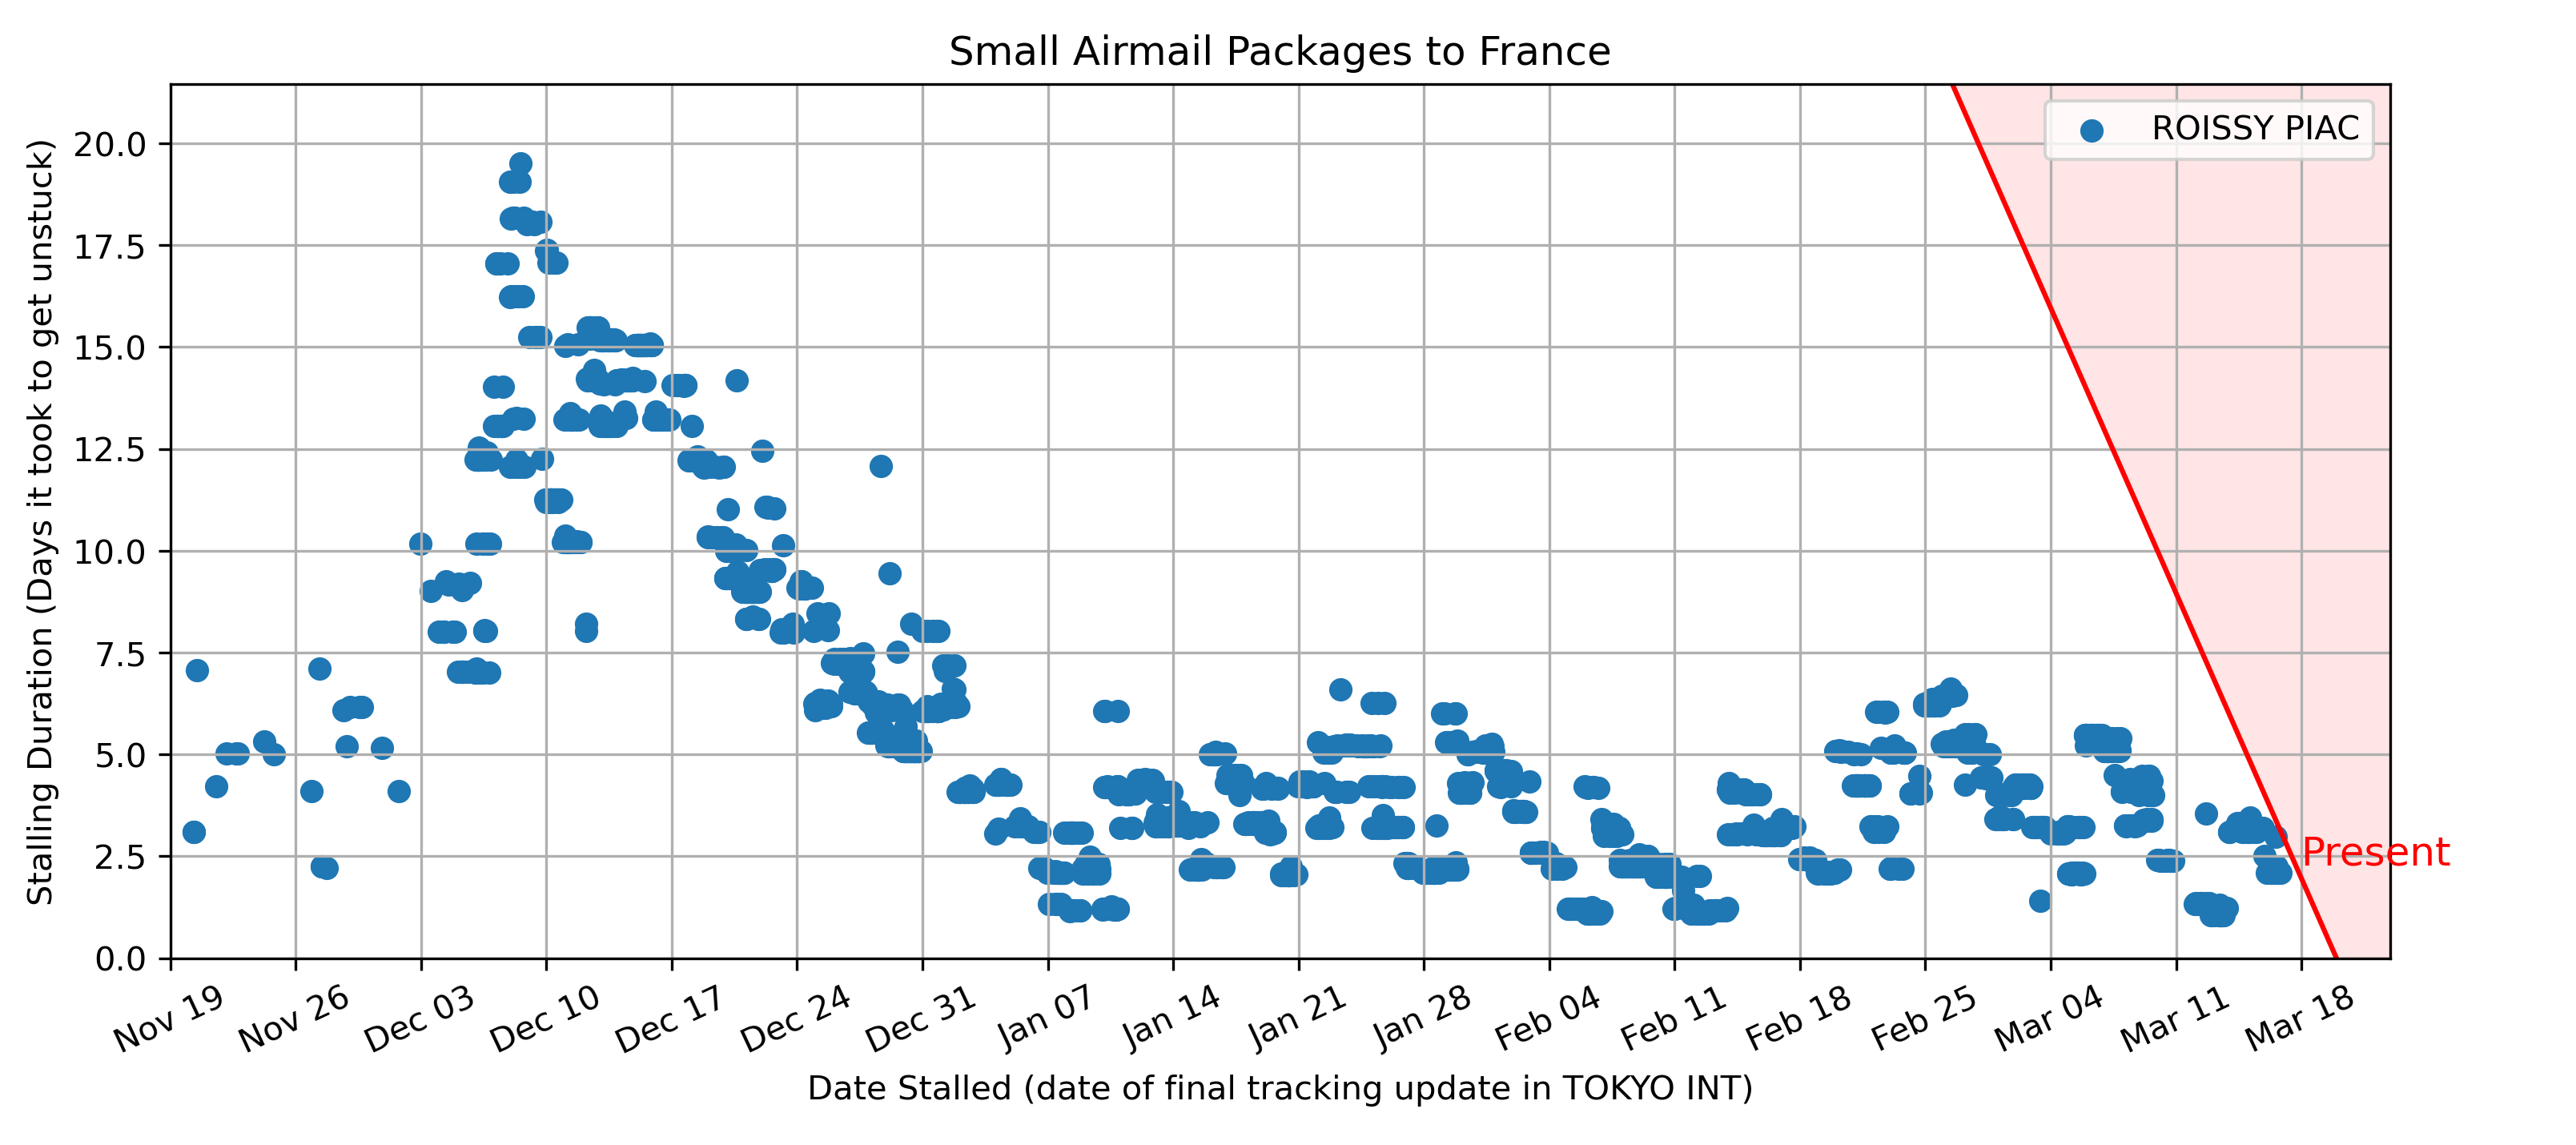 Small Airmail Packages to France
ROISSY PIAC
Stalling Duration (Days it took to get unstuck)
20.0
17.5
15.0
12.5
10.0
7.5
5.0
2.5
0.0
Present
Nov 19
Nov 26
Dec 03
Dec 10
Dec 17
Dec 24
Dec 31
Jan 07
Jan 14
Jan 21
Jan 28
Feb 04
Feb 11
Feb 18
Feb 25
Mar 04
Mar 11
Mar 18
Date Stalled (date of final tracking update in TOKYO INT)